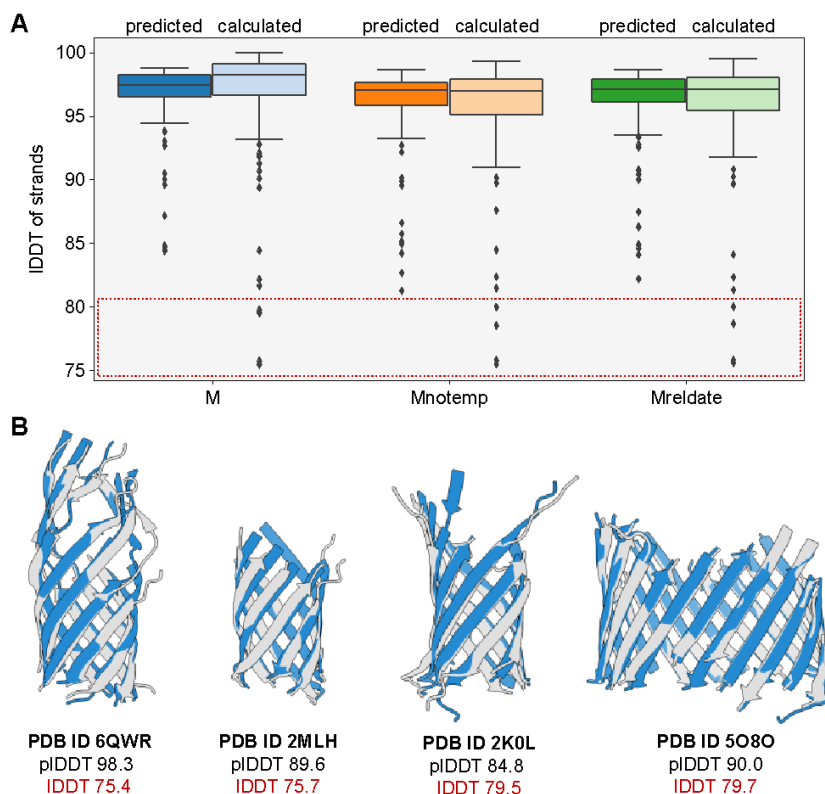 A
predicted calculated predicted calculated predicted calculated
100
95
90
85
80
75
lDDT of strands
M Mnotemp Mreldate
B
PDB ID 6QWR PDB ID 2MLH PDB ID 2K0L PDB ID 5O8O
plDDT 98.3 plDDT 89.6 plDDT 84.8 plDDT 90.0
lDDT 75.4 lDDT 75.7 lDDT 79.5 lDDT 79.7